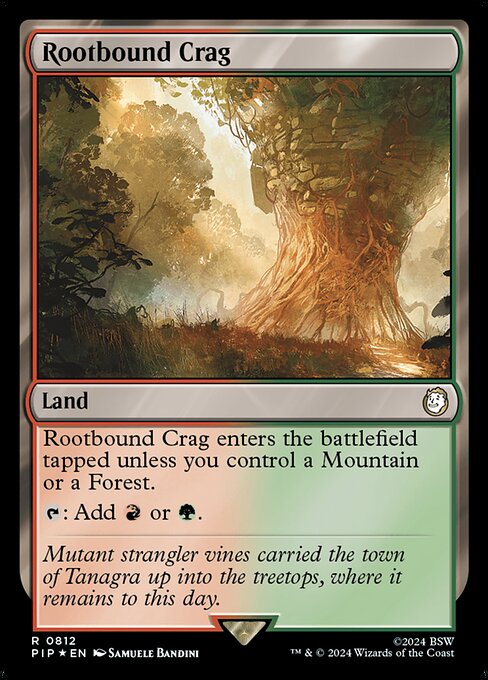 Rootbound Crag
Land
Rootbound Crag enters the battlefield
tapped unless you control a Mountain
or a Forest.
: Add or .
Mutant strangler vines carried the town
of Tanagra up into the treetops, where it
remains to this day.
R 0812
PIP ★ EN Samuele Bandini
©2024 BSW
™ & © 2024 Wizards of the Coast